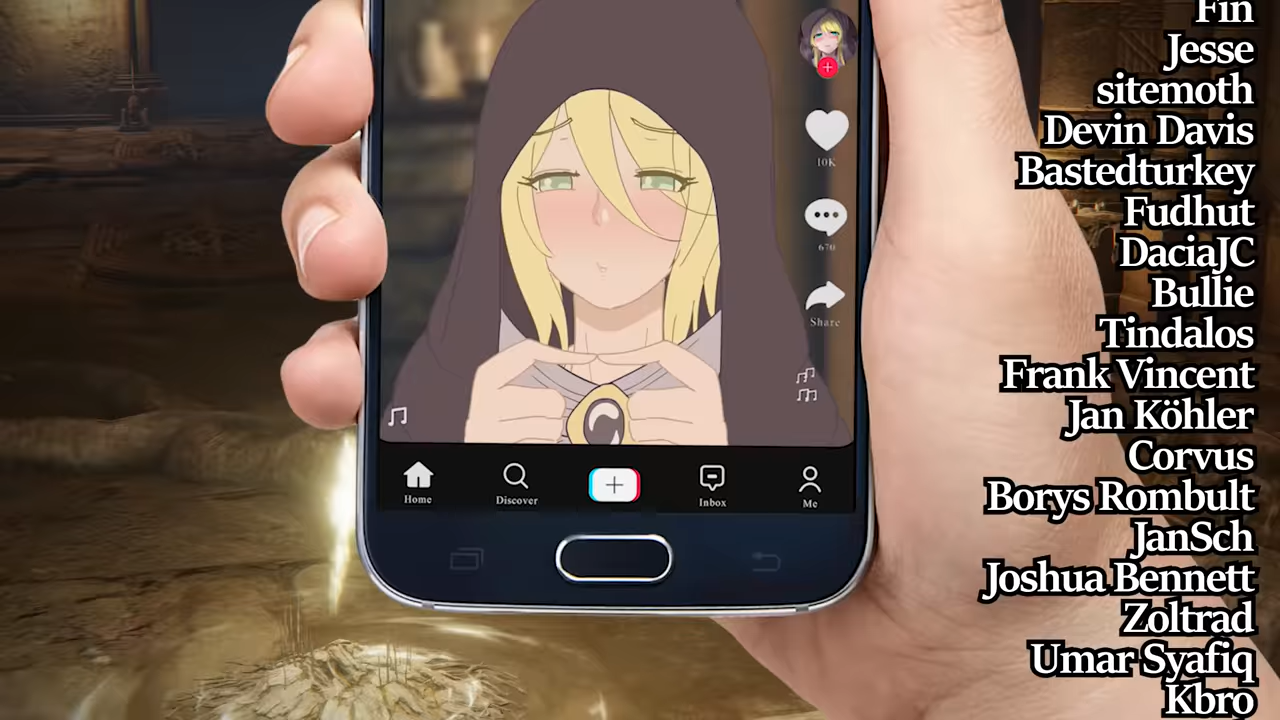 Fin
Jesse
sitemoth
Devin Davis
Bastedturkey
Fudhut
DaciaJC
Bullie
Tindalos
Frank Vincent
Jan Köhler
Corvus
Borys Rombult
JanSch
Joshua Bennett
Zoltrad
Umar Syafiq
Kbro
10K
670
Share
Home
Discover
Inbox
Me